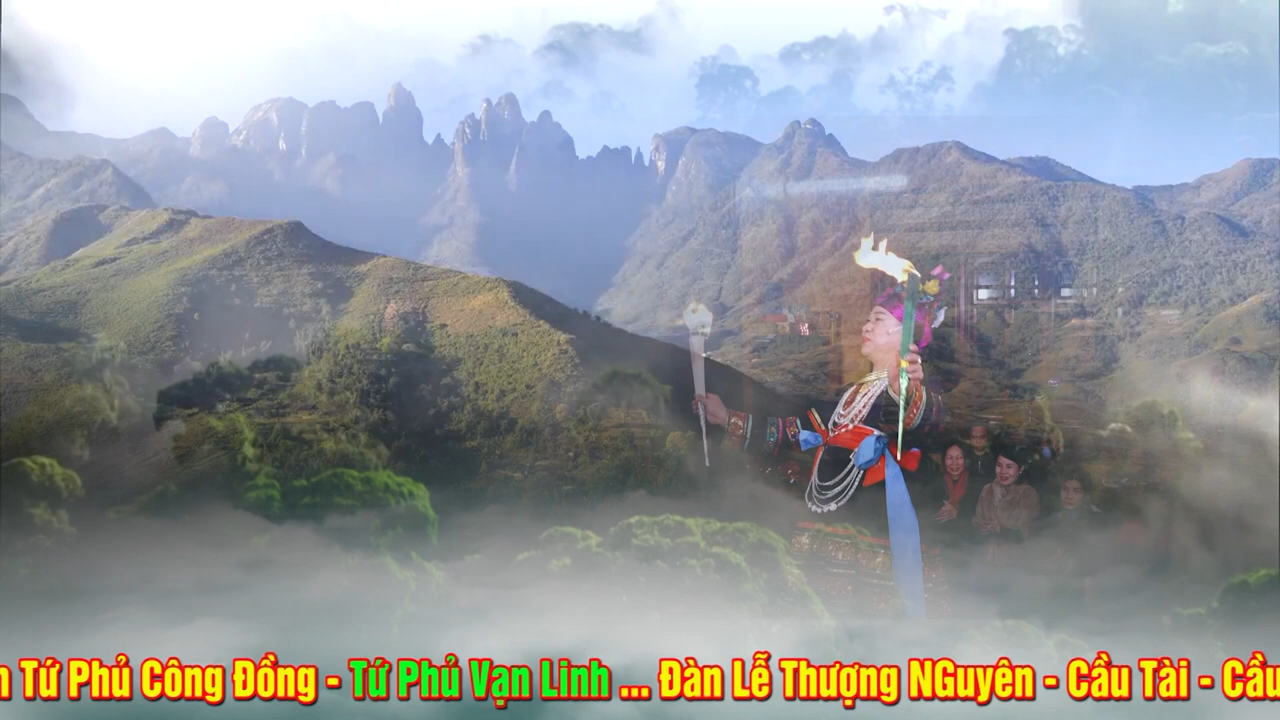 Tứ Phủ Công Đồng - Tứ Phủ Vạn Linh ... Đàn Lễ Thượng NGuyên - Cầu Tài - Cầu